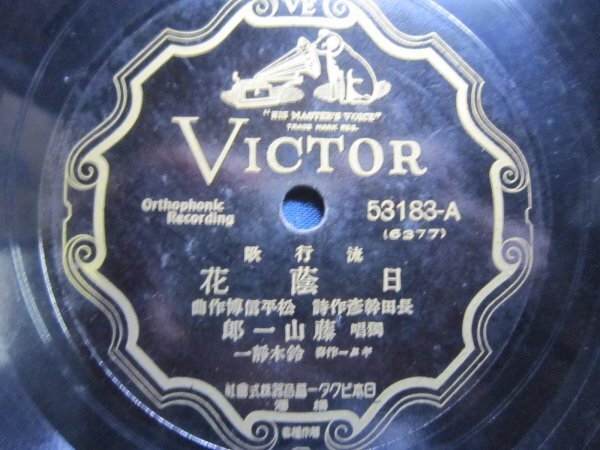 VE
"HIS MASTER'S VOICE"
TRADE MARK REG.
VICTOR
Orthophonic
Recording
53183-A
(6377)
流行歌
日蔭花
長田幹彦作詩 松平信博作曲
獨唱 藤山一郎
ギター伴奏 鈴木靜一
日本ビクター蓄音器株式會社
橫濱